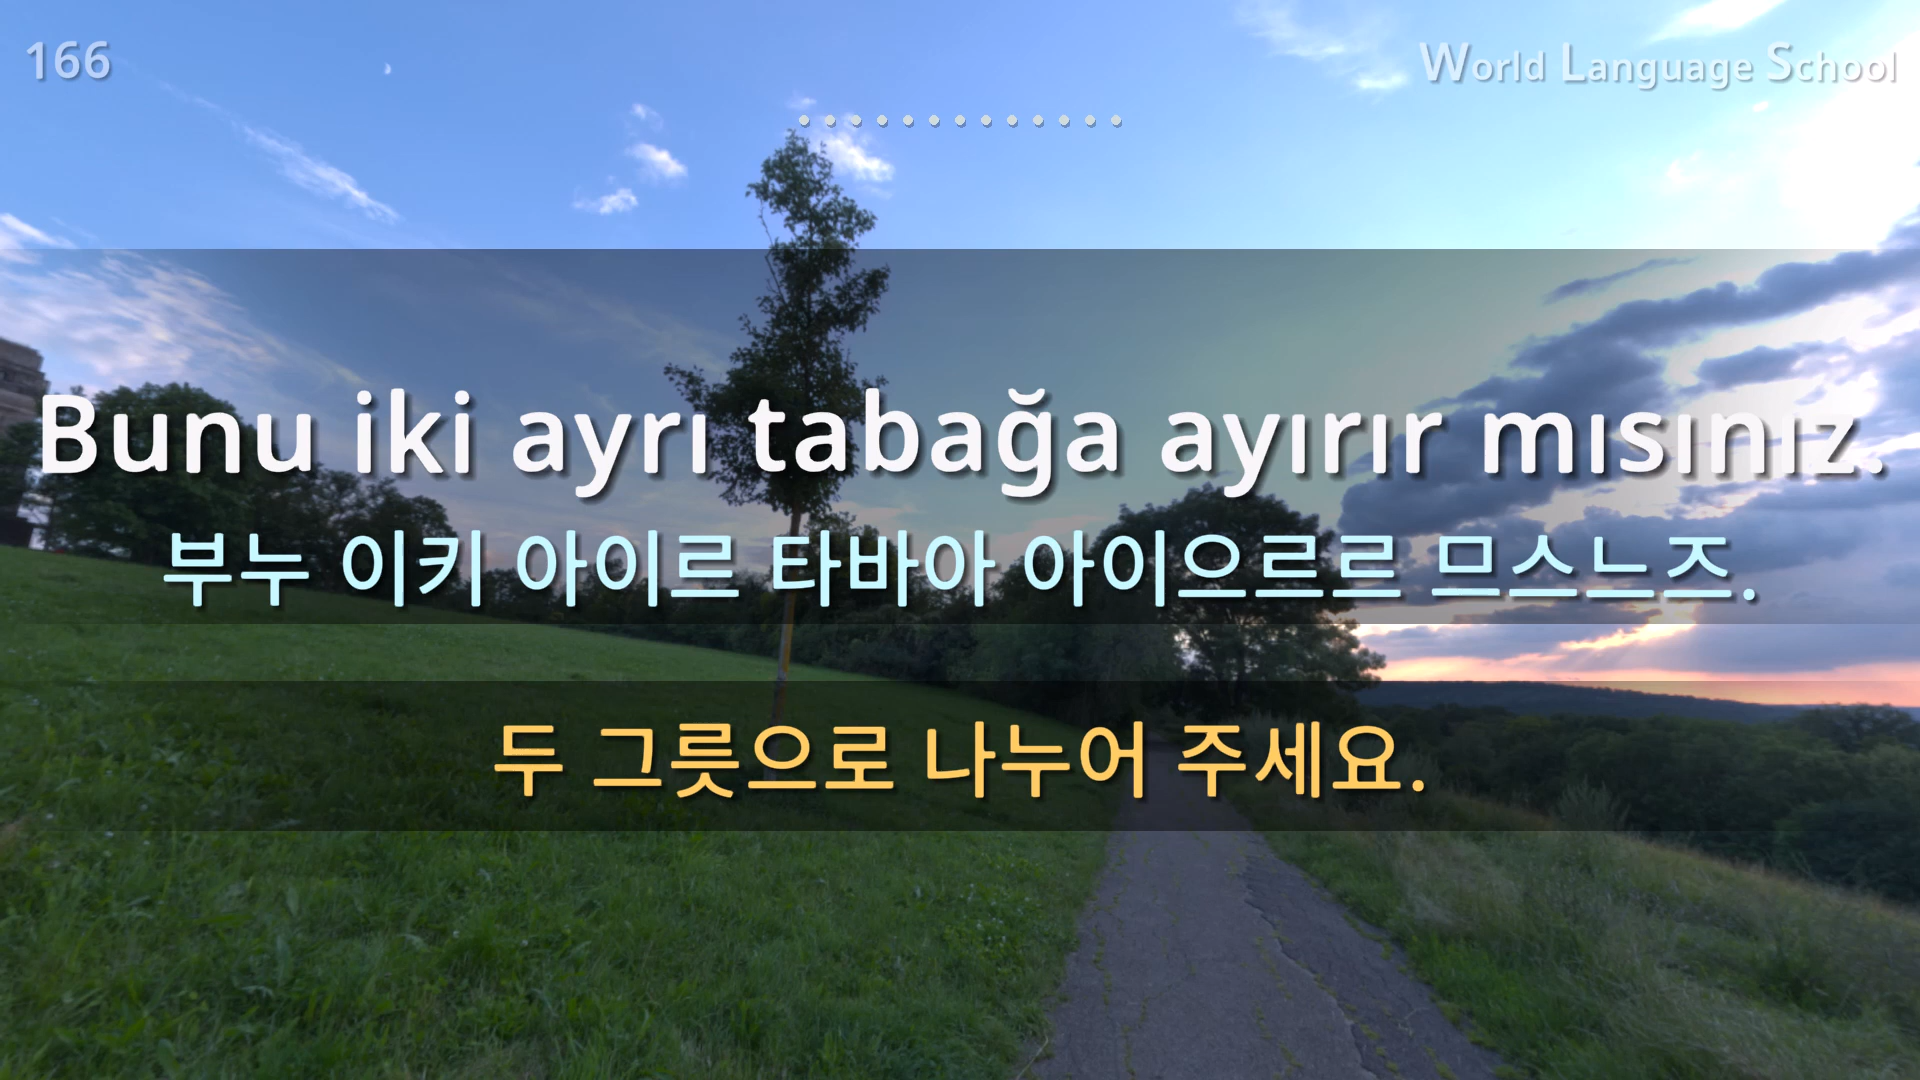 166
World Language School
Bunu iki ayrı tabağa ayırır mısınız.
부누 이키 아이르 타바아 아이으르르 므스느즈.
두 그릇으로 나누어 주세요.